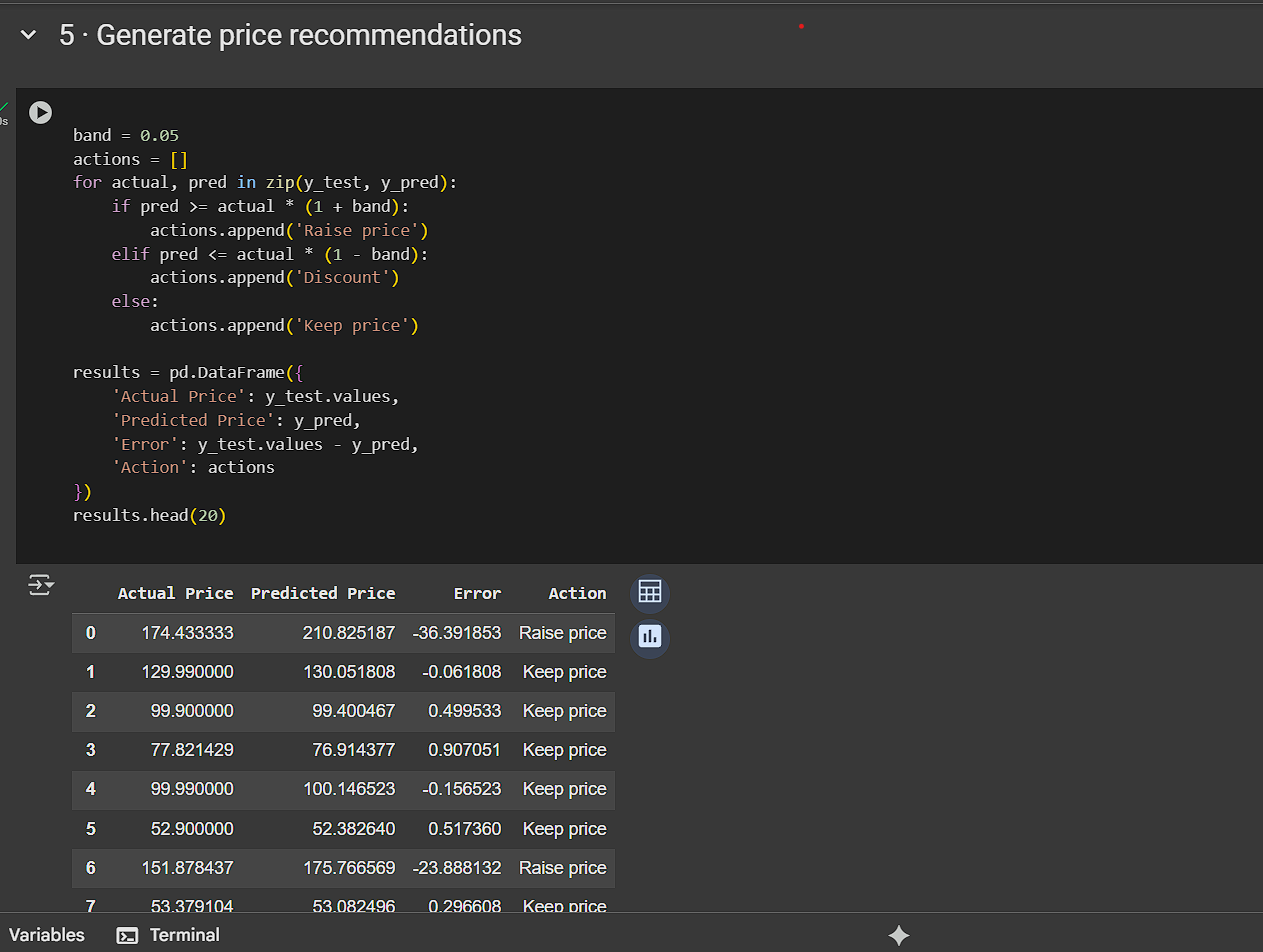 5 · Generate price recommendations
band = 0.05
actions = []
for actual, pred in zip(y_test, y_pred):
    if pred >= actual * (1 + band):
        actions.append('Raise price')
    elif pred <= actual * (1 - band):
        actions.append('Discount')
    else:
        actions.append('Keep price')
results = pd.DataFrame({
    'Actual Price': y_test.values,
    'Predicted Price': y_pred,
    'Error': y_test.values - y_pred,
    'Action': actions
})
results.head(20)
Actual Price Predicted Price Error Action
0 174.433333 210.825187 -36.391853 Raise price
1 129.990000 130.051808 -0.061808 Keep price
2 99.900000 99.400467 0.499533 Keep price
3 77.821429 76.914377 0.907051 Keep price
4 99.990000 100.146523 -0.156523 Keep price
5 52.900000 52.382640 0.517360 Keep price
6 151.878437 175.766569 -23.888132 Raise price
7 53.379104 53.082496 0.296608 Keep price
Variables Terminal